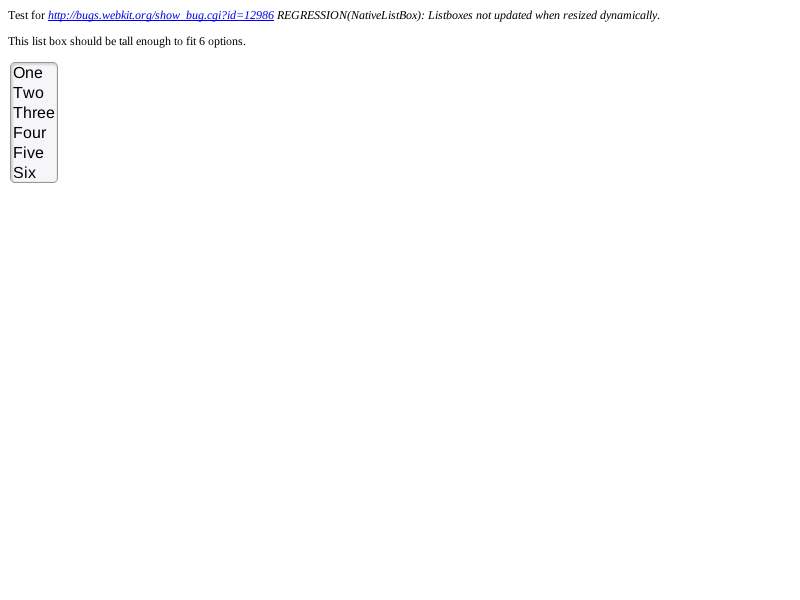 Test for http://bugs.webkit.org/show_bug.cgi?id=12986 REGRESSION(NativeListBox): Listboxes not updated when resized dynamically.
This list box should be tall enough to fit 6 options.
One
Two
Three
Four
Five
Six